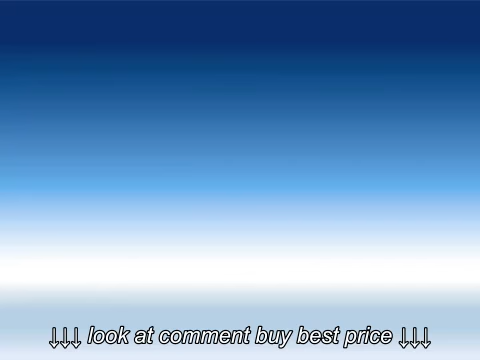 ↓↓↓ look at comment buy best price ↓↓↓